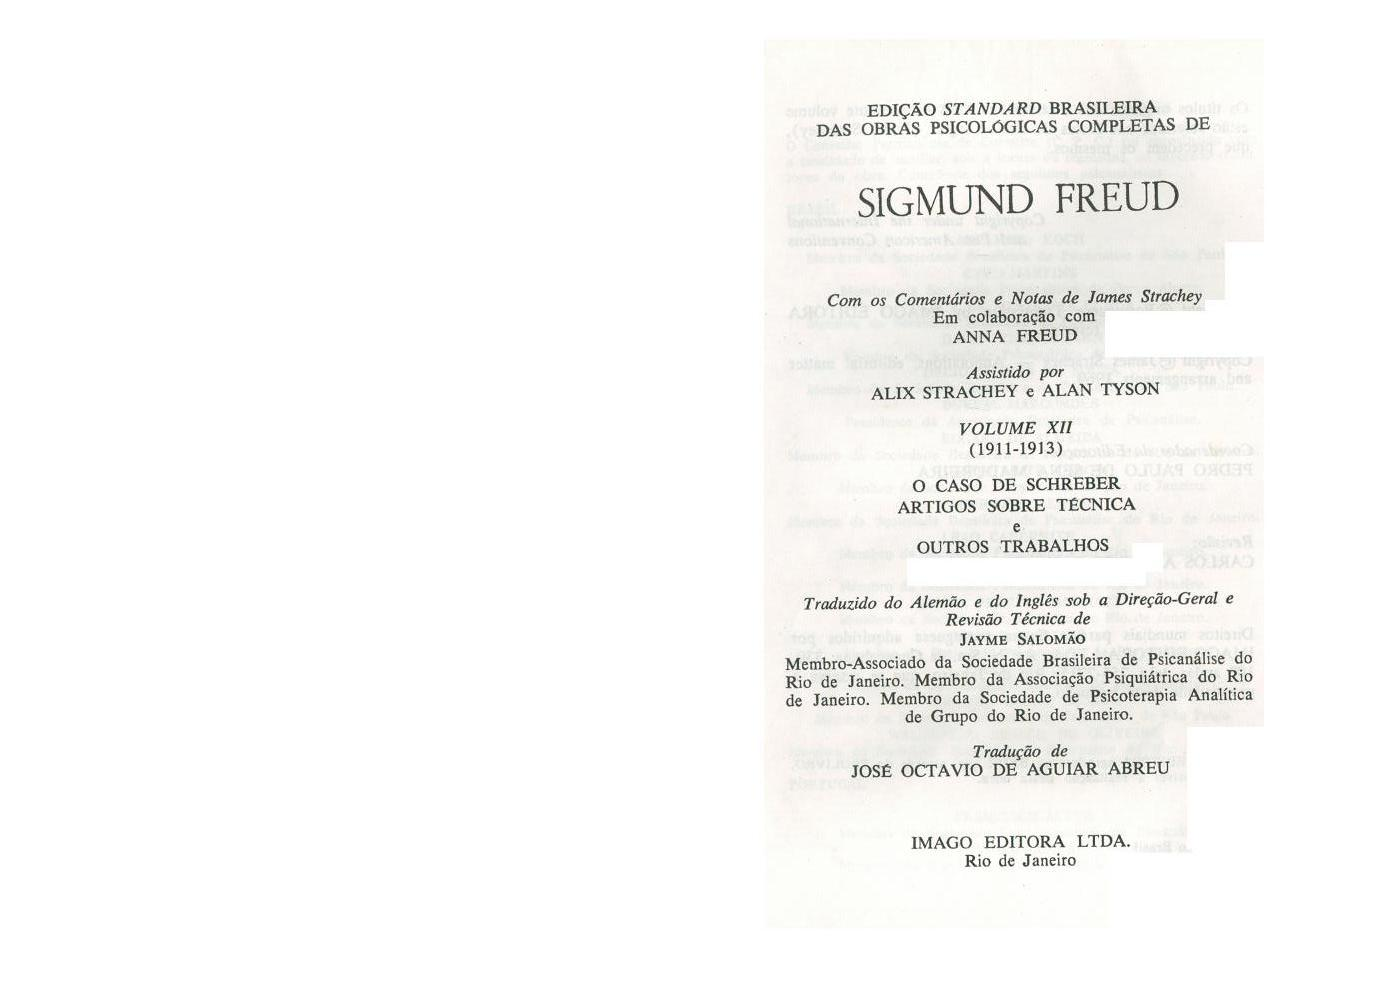 EDIÇÃO STANDARD BRASILEIRA
DAS OBRAS PSICOLÓGICAS COMPLETAS DE
SIGMUND FREUD
Com os Comentários e Notas de James Strachey
Em colaboração com
ANNA FREUD
Assistido por
ALIX STRACHEY e ALAN TYSON
VOLUME XII
(1911-1913)
O CASO DE SCHREBER
ARTIGOS SOBRE TÉCNICA
e
OUTROS TRABALHOS
Traduzido do Alemão e do Inglês sob a Direção-Geral e
Revisão Técnica de
JAYME SALOMÃO
Membro-Associado da Sociedade Brasileira de Psicanálise do
Rio de Janeiro. Membro da Associação Psiquiátrica do Rio
de Janeiro. Membro da Sociedade de Psicoterapia Analítica
de Grupo do Rio de Janeiro.
Tradução de
JOSÉ OCTAVIO DE AGUIAR ABREU
IMAGO EDITORA LTDA.
Rio de Janeiro